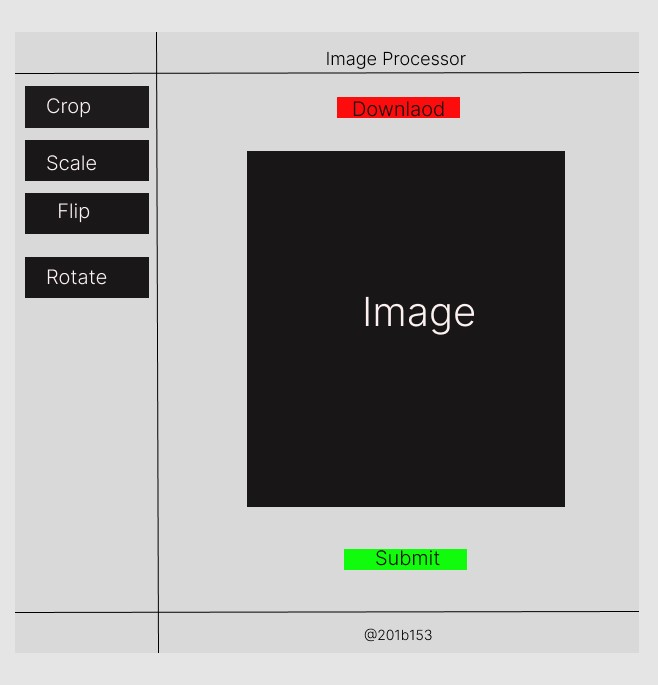 Image Processor
Crop
Downlaod
Scale
Flip
Rotate
Image
Submit
@201b153